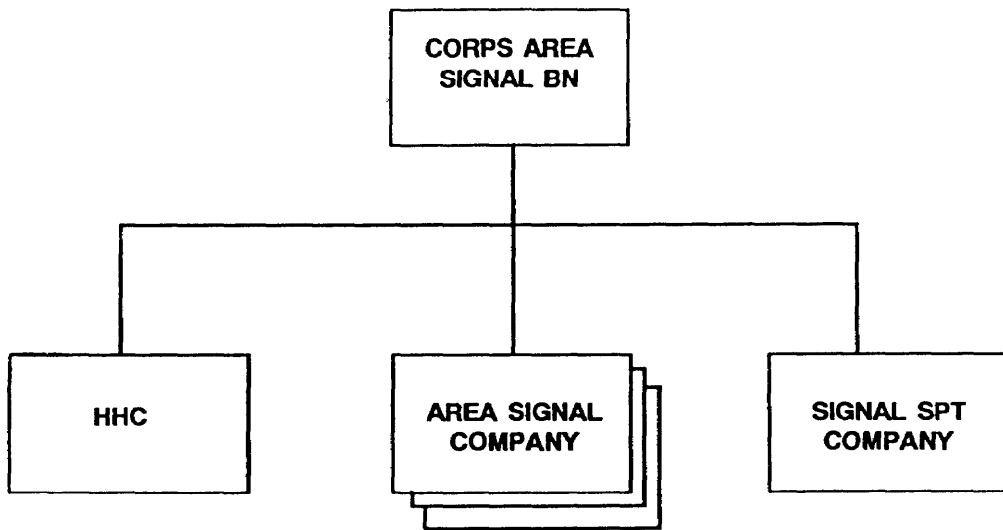 CORPS AREA
SIGNAL BN
HHC
AREA SIGNAL
COMPANY
SIGNAL SPT
COMPANY